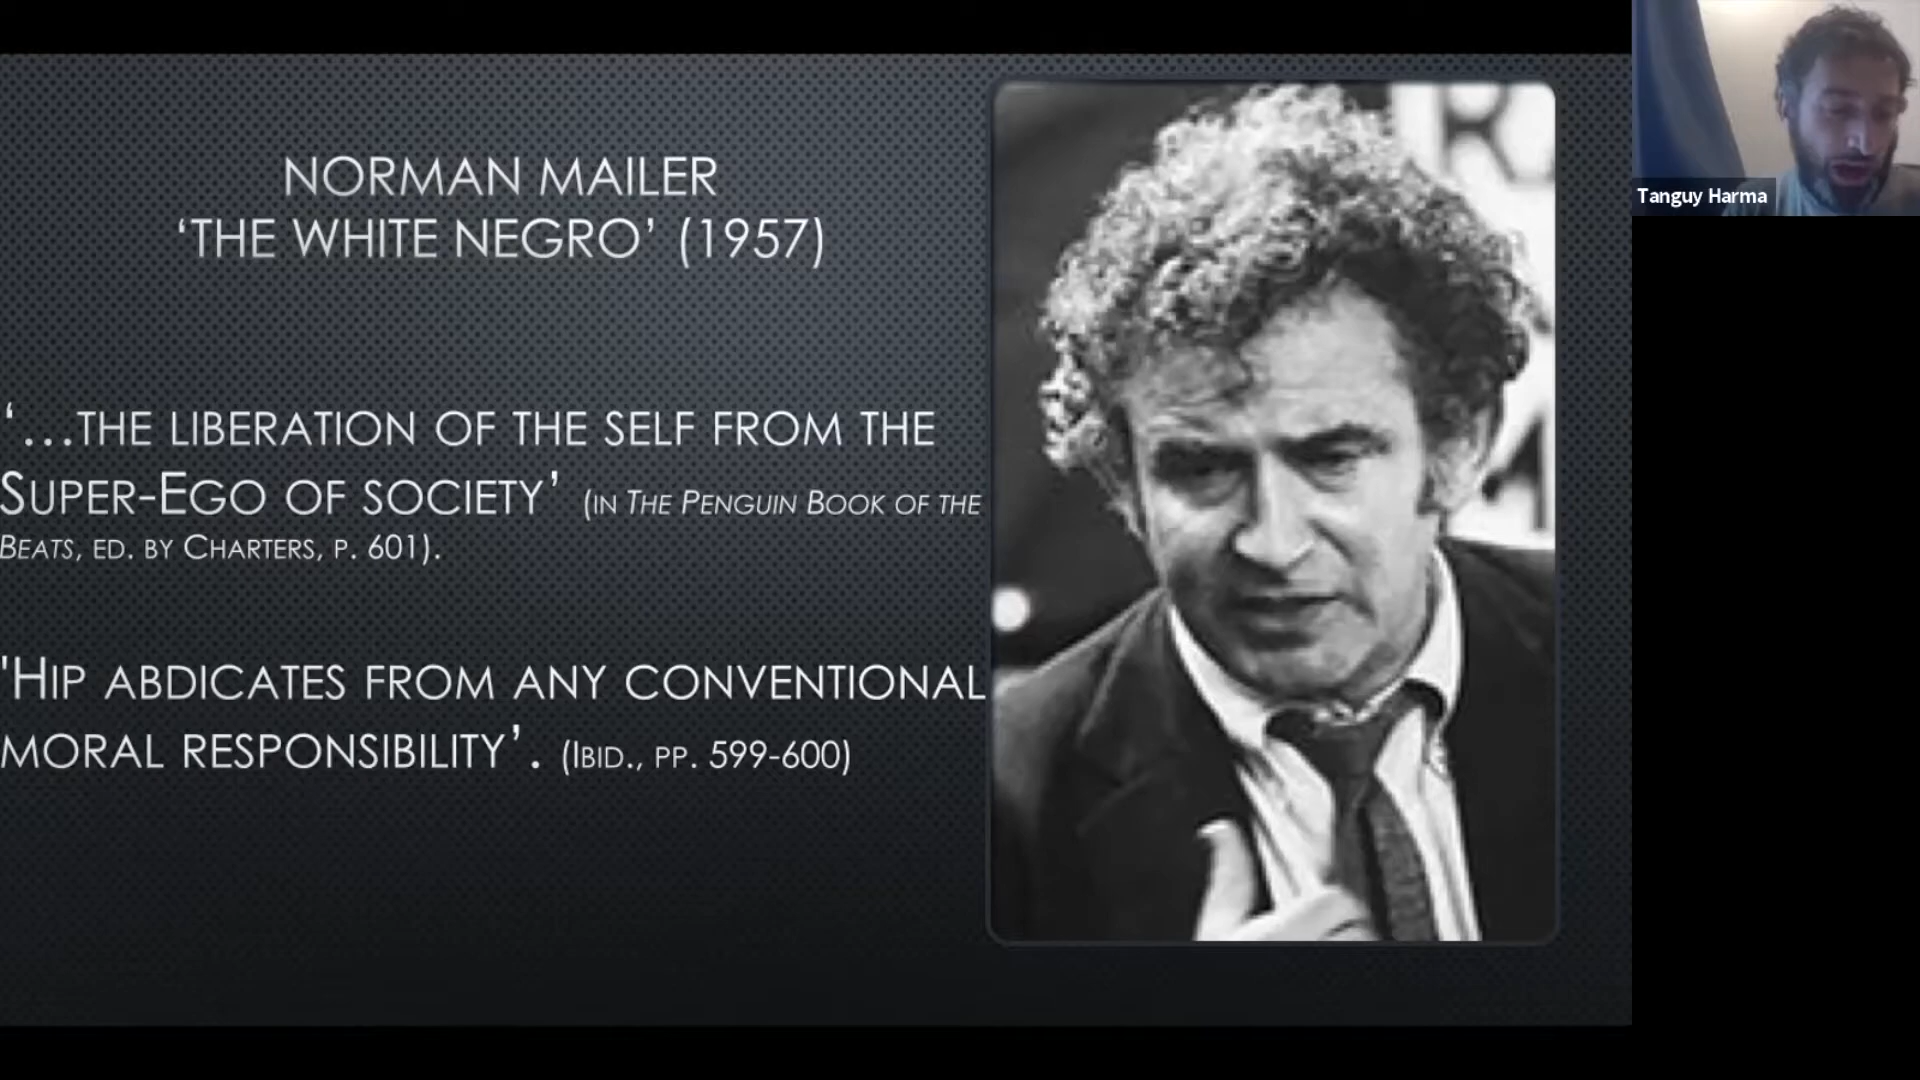 NORMAN MAILER
‘THE WHITE NEGRO’ (1957)
‘…THE LIBERATION OF THE SELF FROM THE
SUPER-EGO OF SOCIETY’ (IN THE PENGUIN BOOK OF THE
BEATS, ED. BY CHARTERS, P. 601).
'HIP ABDICATES FROM ANY CONVENTIONAL
MORAL RESPONSIBILITY’. (IBID., PP. 599-600)
Tanguy Harma